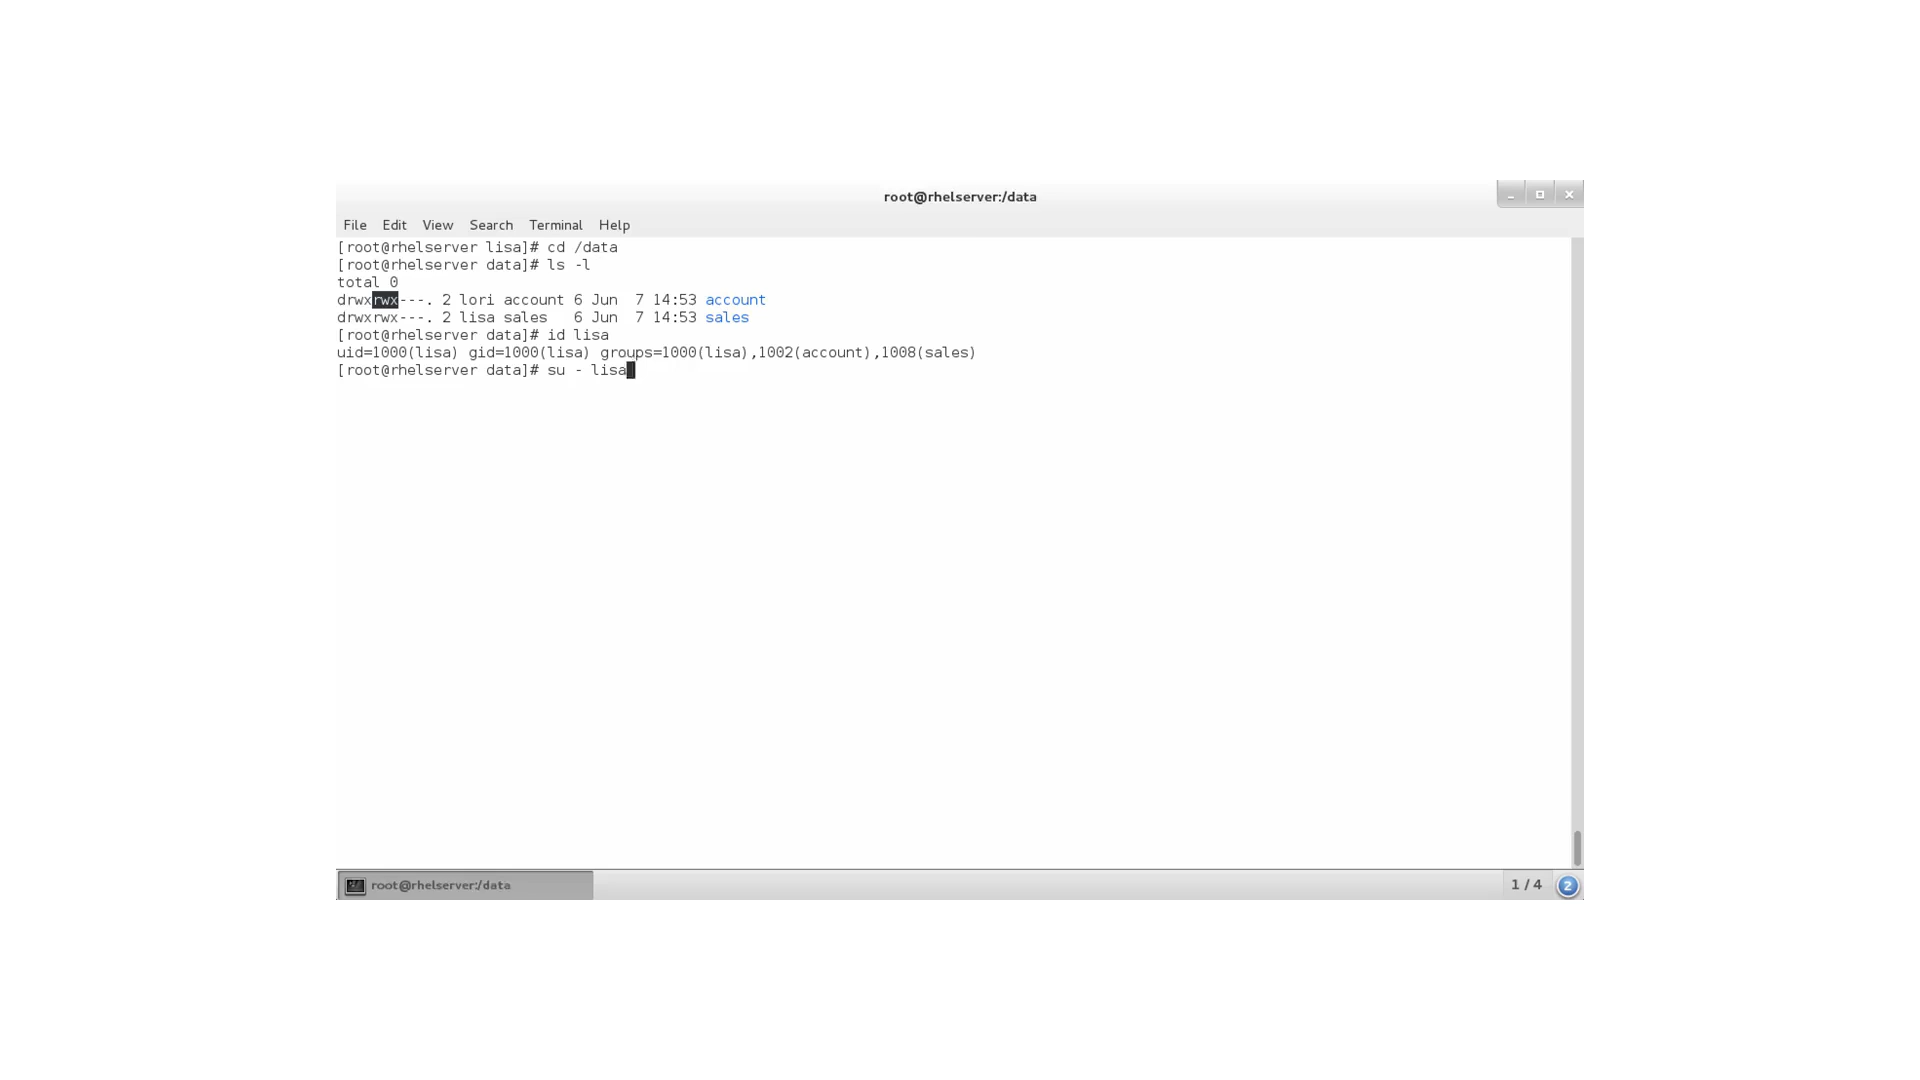 root@rhelserver:/data
File Edit View Search Terminal Help
[root@rhelserver lisa]# cd /data
[root@rhelserver data]# ls -l
total 0
drwxrwx---. 2 lori account 6 Jun  7 14:53 account
drwxrwx---. 2 lisa sales   6 Jun  7 14:53 sales
[root@rhelserver data]# id lisa
uid=1000(lisa) gid=1000(lisa) groups=1000(lisa),1002(account),1008(sales)
[root@rhelserver data]# su - lisa
root@rhelserver:/data
1 / 4
2